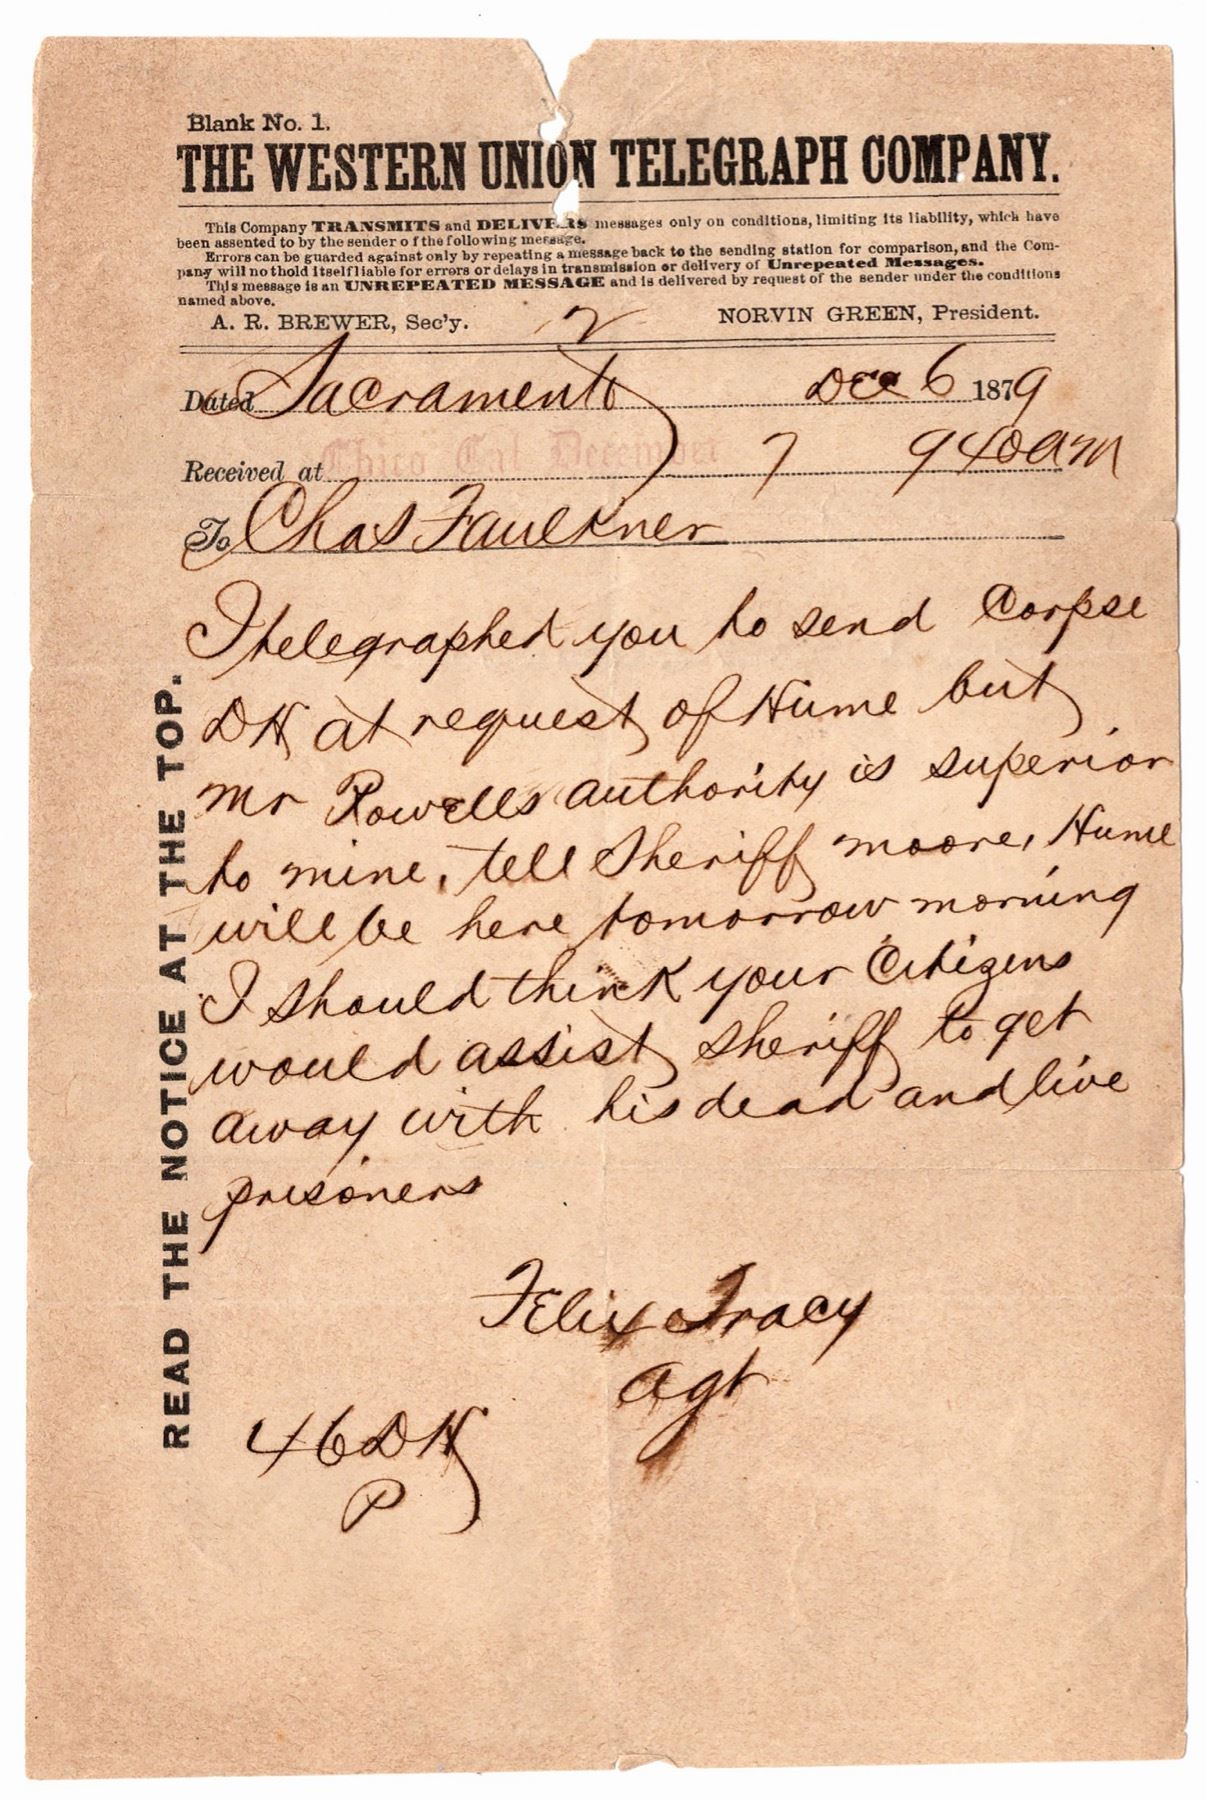 Blank No. 1.
THE WESTERN UNION TELEGRAPH COMPANY.
This Company TRANSMITS and DELIVERS messages only on conditions, limiting its liability, which have
been assented to by the sender of the following message.
Errors can be guarded against only by repeating a message back to the sending station for comparison, and the Com-
pany will not hold itself liable for errors or delays in transmission or delivery of Unrepeated Messages.
This message is an UNREPEATED MESSAGE and is delivered by request of the sender under the conditions
named above.
A. R. BREWER, Sec'y. 2 NORVIN GREEN, President.
Dated Sacramento Dec 6 1879
Received at Chico Cal December 7 940am
To Chas Faulkner
I telegraphed you to send Corpse
DH at request of Hume but
Mr Powells authority is superior
to mine, tell Sheriff moore, Hume
will be here tomorrow morning
I should think your Citizens
would assist sheriff to get
away with his dead and live
prisoners
Felix Tracy
agt
46 DH
P
READ THE NOTICE AT THE TOP.